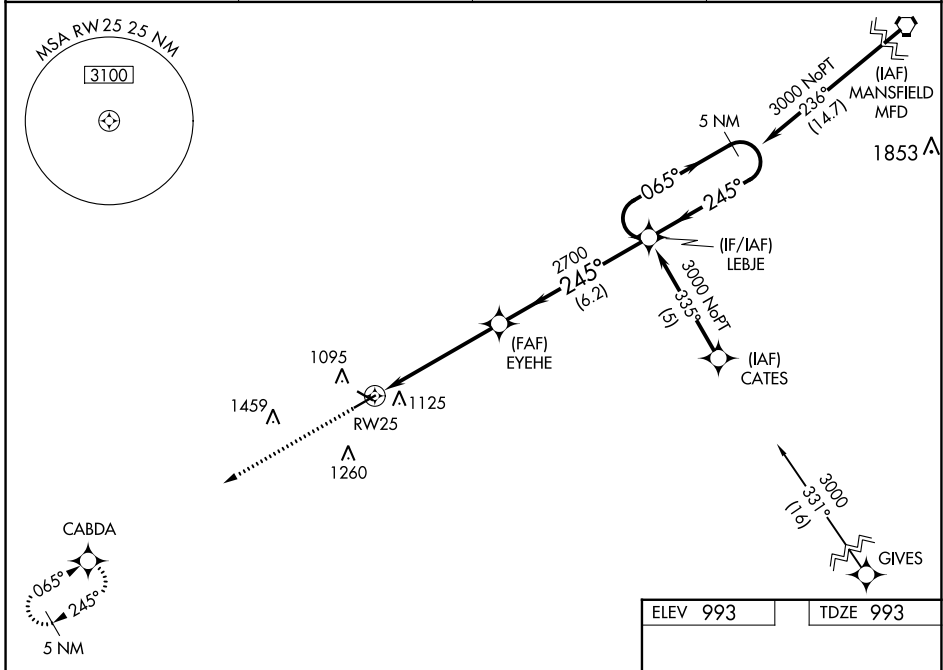 MSA RW25 25 NM
3100
(IAF)
MANSFIELD
MFD
3000 NoPT
236°
(14.7)
1853
5 NM
065°
245°
(IF/IAF)
LEBJE
2700
245°
(6.2)
3000 NoPT
335°
(5)
(FAF)
EYEHE
(IAF)
CATES
1095
1125
RW25
1459
1260
3000
331°
(16)
GIVES
CABDA
065°
245°
5 NM
ELEV 993
TDZE 993